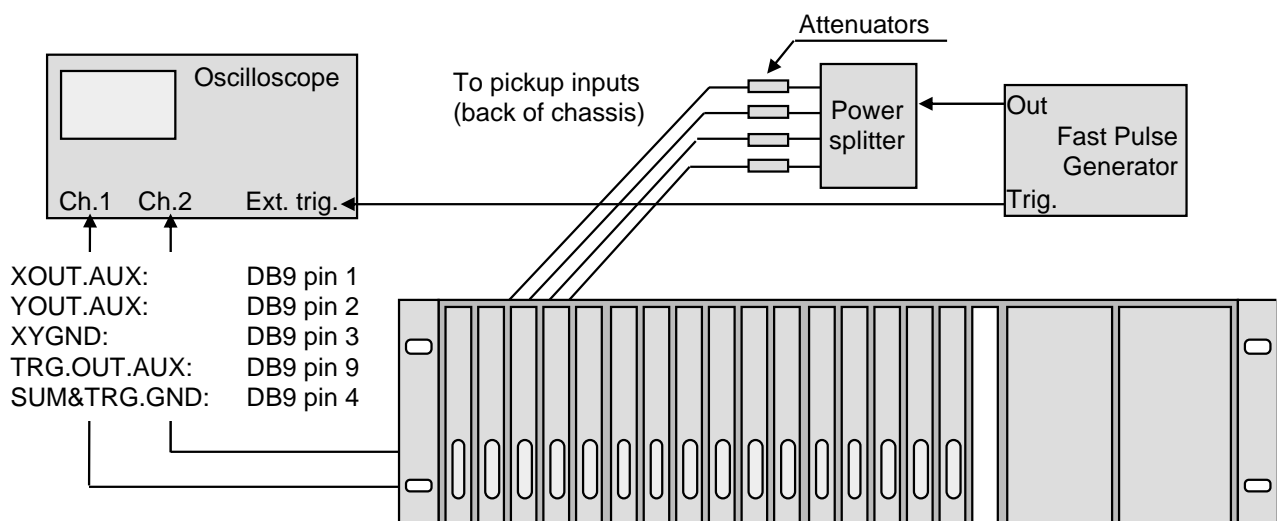 Attenuators
Oscilloscope
To pickup inputs
(back of chassis)
Power
splitter
Out
Fast Pulse
Generator
Trig.
Ch.1 Ch.2 Ext. trig.
XOUT.AUX: DB9 pin 1
YOUT.AUX: DB9 pin 2
XYGND: DB9 pin 3
TRG.OUT.AUX: DB9 pin 9
SUM&TRG.GND: DB9 pin 4